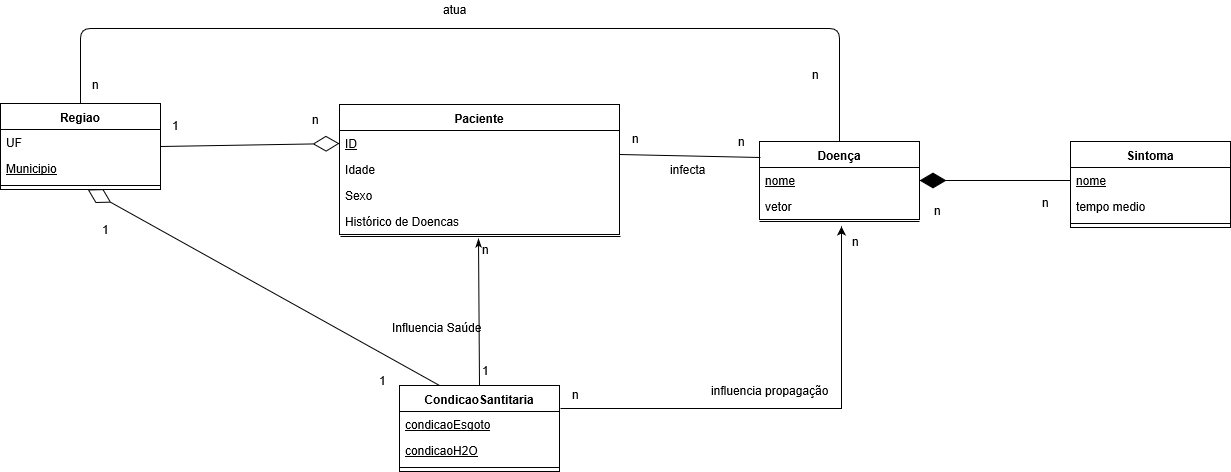 atua
n
n
Regiao
UF
Municipio
1
n
Paciente
ID
Idade
Sexo
Histórico de Doencas
n
n
infecta
Doença
nome
vetor
n
n
Sintoma
nome
tempo medio
1
n
n
Influencia Saúde
1
1
CondicaoSantitaria
condicaoEsgoto
condicaoH2O
n
influencia propagação